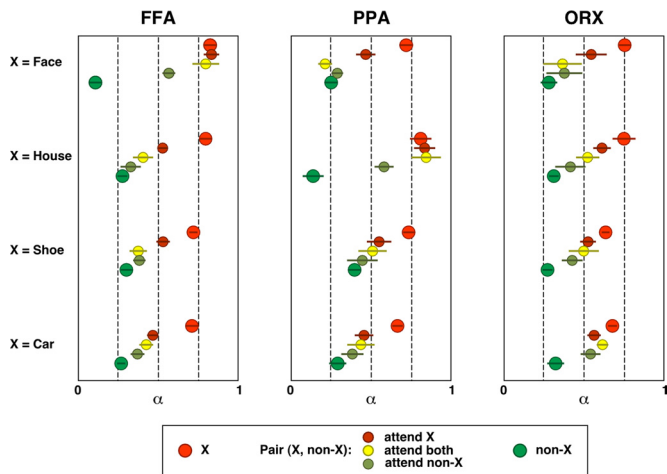 FFA PPA ORX
X = Face
X = House
X = Shoe
X = Car
0 1 0 1 0 1
α α α
X Pair (X, non-X): attend X
attend both
attend non-X
non-X